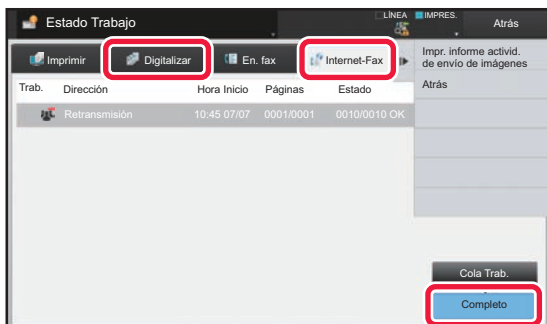 Estado Trabajo
LÍNEA
IMPRES.
Atrás
Imprimir
Digitalizar
En. fax
Internet-Fax
Impr. informe activid.
de envío de imágenes
Atrás
Trab. Dirección Hora Inicio Páginas Estado
Retransmisión 10:45 07/07 0001/0001 0010/0010 OK
Cola Trab.
Completo